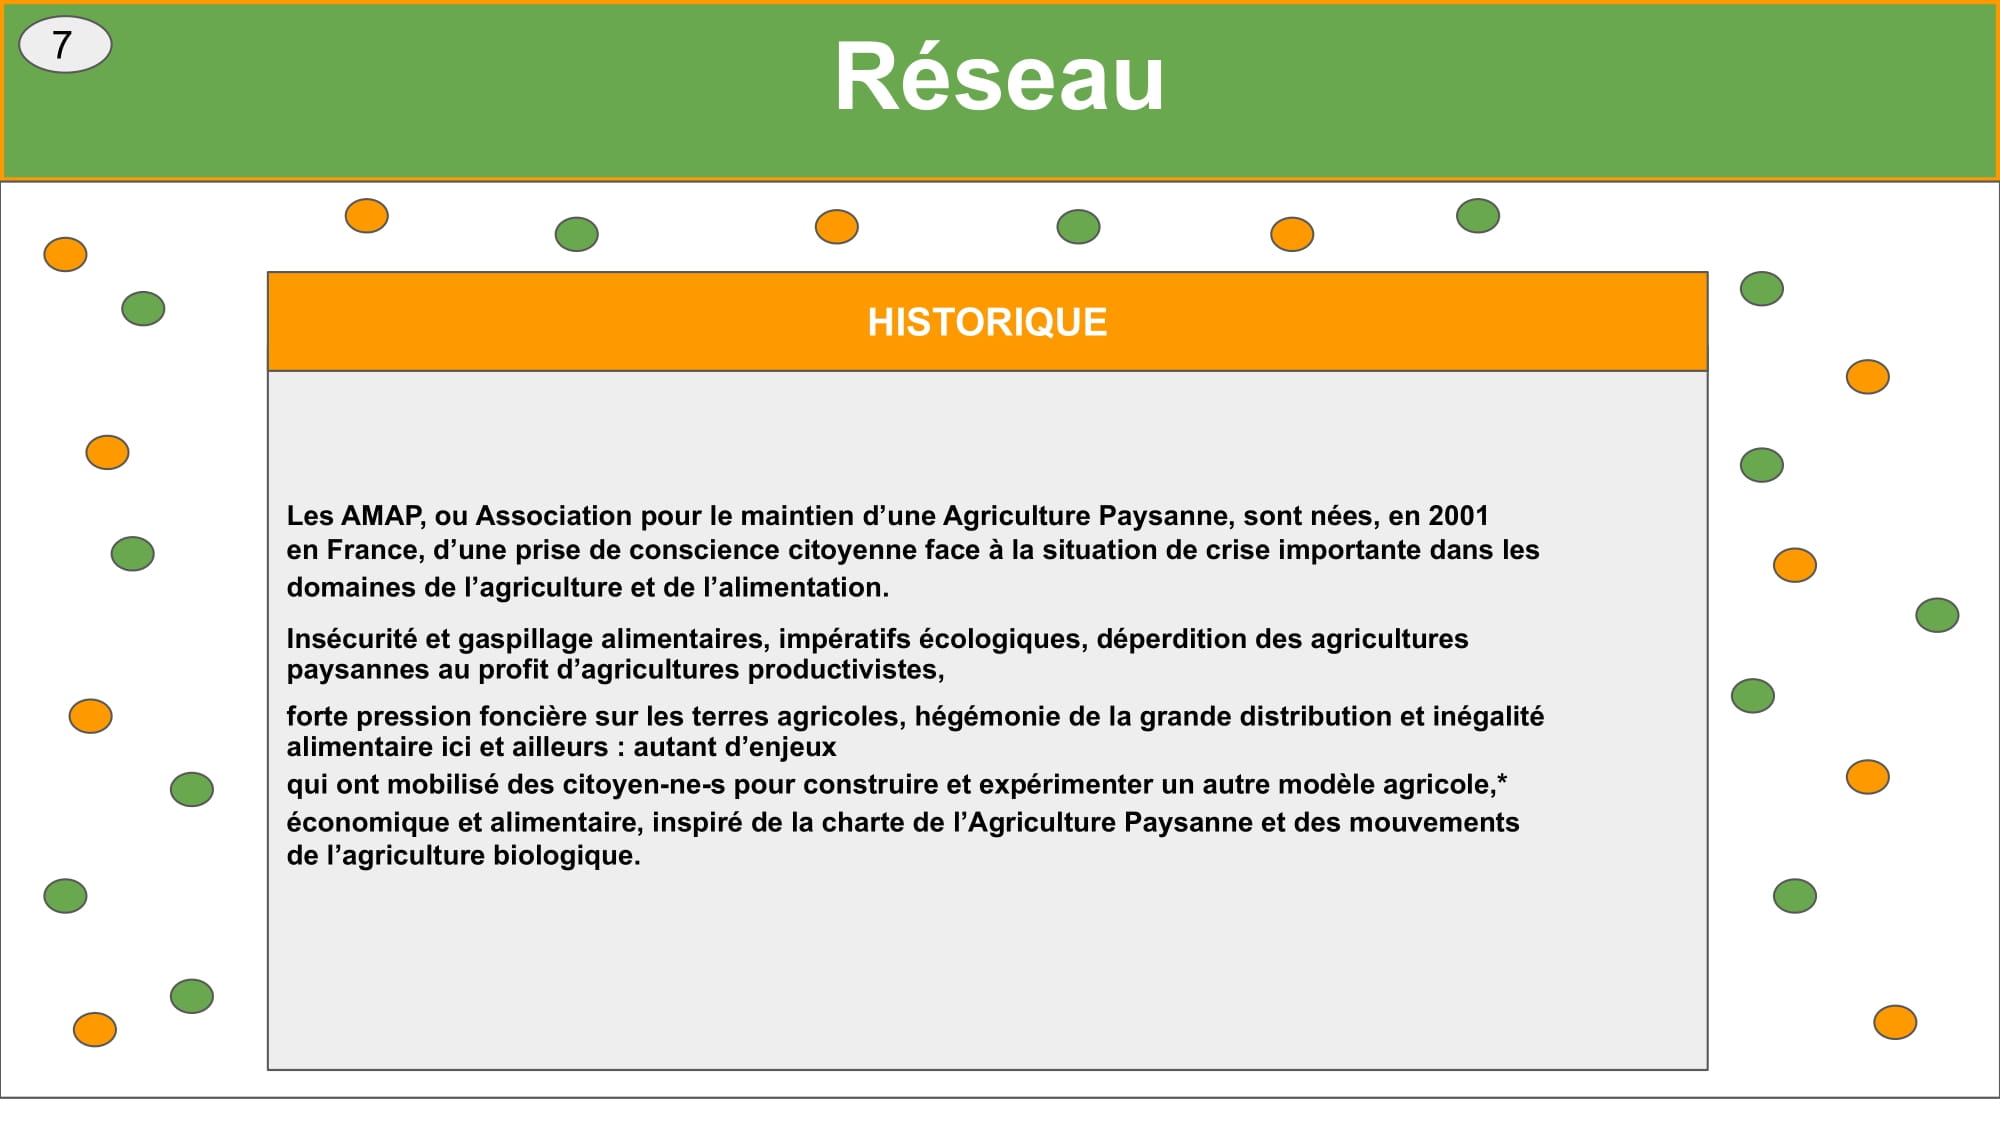 7
Réseau
HISTORIQUE
Les AMAP, ou Association pour le maintien d’une Agriculture Paysanne, sont nées, en 2001
en France, d’une prise de conscience citoyenne face à la situation de crise importante dans les
domaines de l’agriculture et de l’alimentation.
Insécurité et gaspillage alimentaires, impératifs écologiques, déperdition des agricultures
paysannes au profit d’agricultures productivistes,
forte pression foncière sur les terres agricoles, hégémonie de la grande distribution et inégalité
alimentaire ici et ailleurs : autant d’enjeux
qui ont mobilisé des citoyen-ne-s pour construire et expérimenter un autre modèle agricole,*
économique et alimentaire, inspiré de la charte de l’Agriculture Paysanne et des mouvements
de l’agriculture biologique.